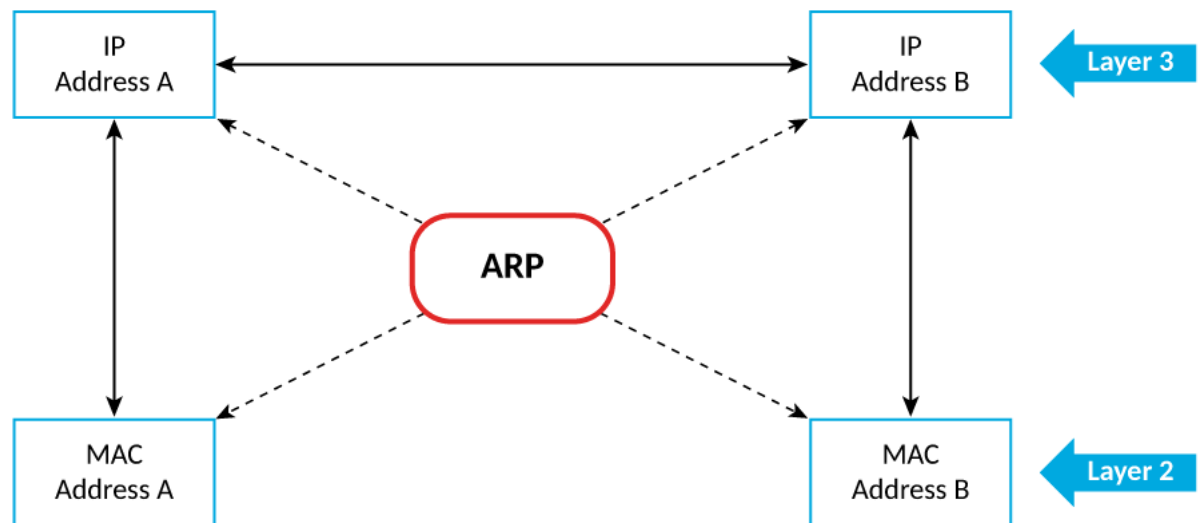 IP
Address A
IP
Address B
Layer 3
ARP
MAC
Address A
MAC
Address B
Layer 2